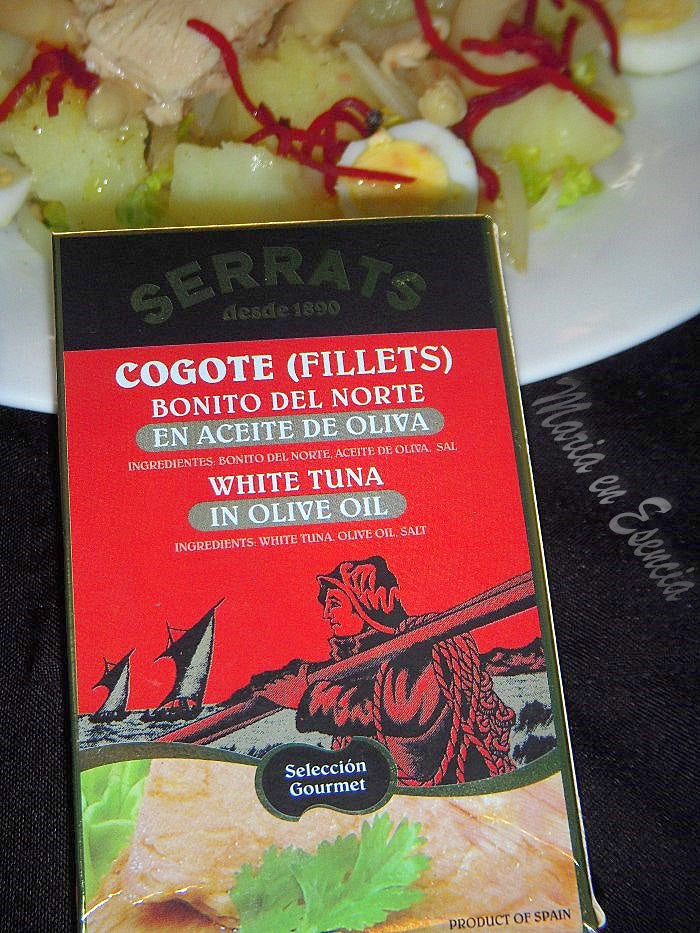 SERRATS
desde 1890
COGOTE (FILLETS)
BONITO DEL NORTE
EN ACEITE DE OLIVA
INGREDIENTES: BONITO DEL NORTE, ACEITE DE OLIVA, SAL
WHITE TUNA
IN OLIVE OIL
INGREDIENTS: WHITE TUNA, OLIVE OIL, SALT
Selección
Gourmet
PRODUCT OF SPAIN
Maria en Esencia